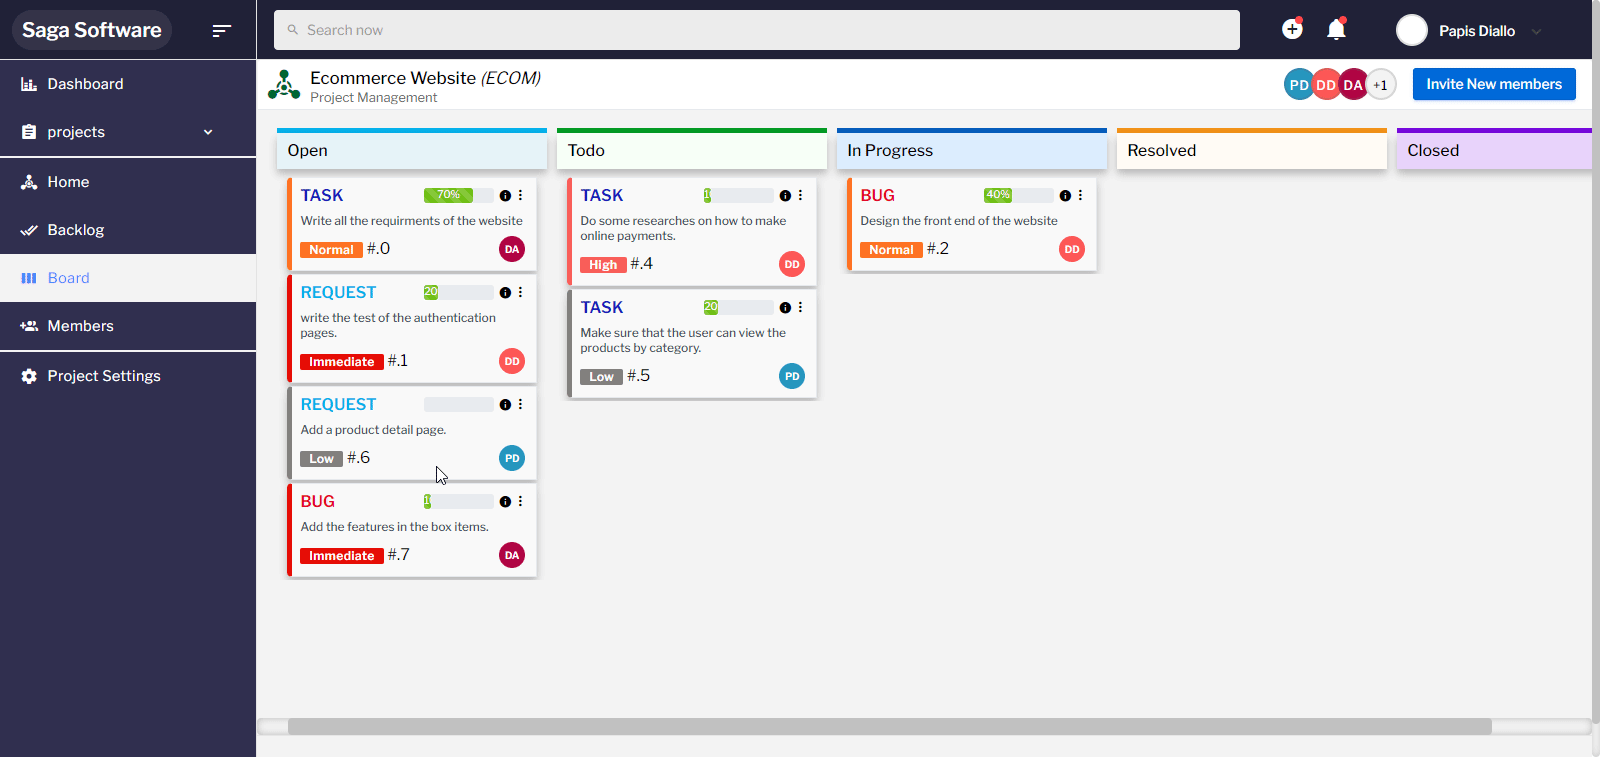 Saga Software
Search now
Papis Diallo
Dashboard
projects
Home
Backlog
Board
Members
Project Settings
Ecommerce Website (ECOM)
Project Management
PD DD DA +1
Invite New members
Open
TASK 70%
Write all the requirments of the website
Normal #.0 DA
REQUEST 20
write the test of the authentication
pages.
Immediate #.1 DD
REQUEST
Add a product detail page.
Low #.6 PD
BUG
Add the features in the box items.
Immediate #.7 DA
Todo
TASK
Do some researches on how to make
online payments.
High #.4 DD
TASK 20
Make sure that the user can view the
products by category.
Low #.5 PD
In Progress
BUG 40%
Design the front end of the website
Normal #.2 DD
Resolved
Closed